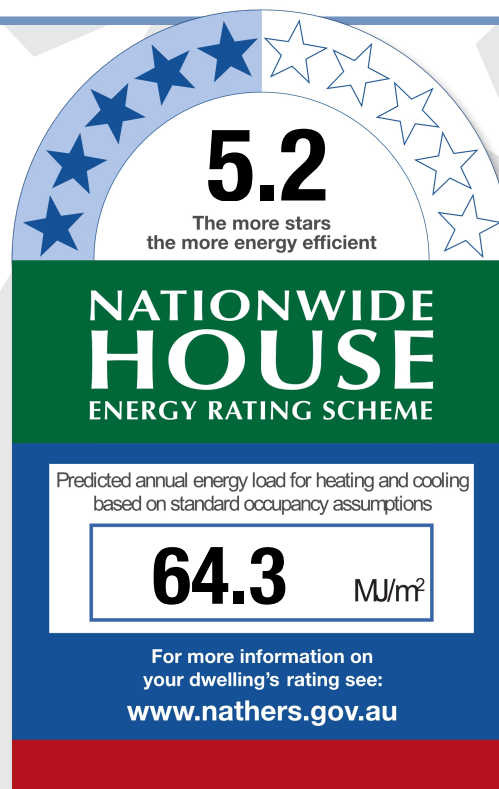 5.2
The more stars
the more energy efficient
NATIONWIDE
HOUSE
ENERGY RATING SCHEME
Predicted annual energy load for heating and cooling
based on standard occupancy assumptions
64.3 MJ/m²
For more information on
your dwelling's rating see:
www.nathers.gov.au